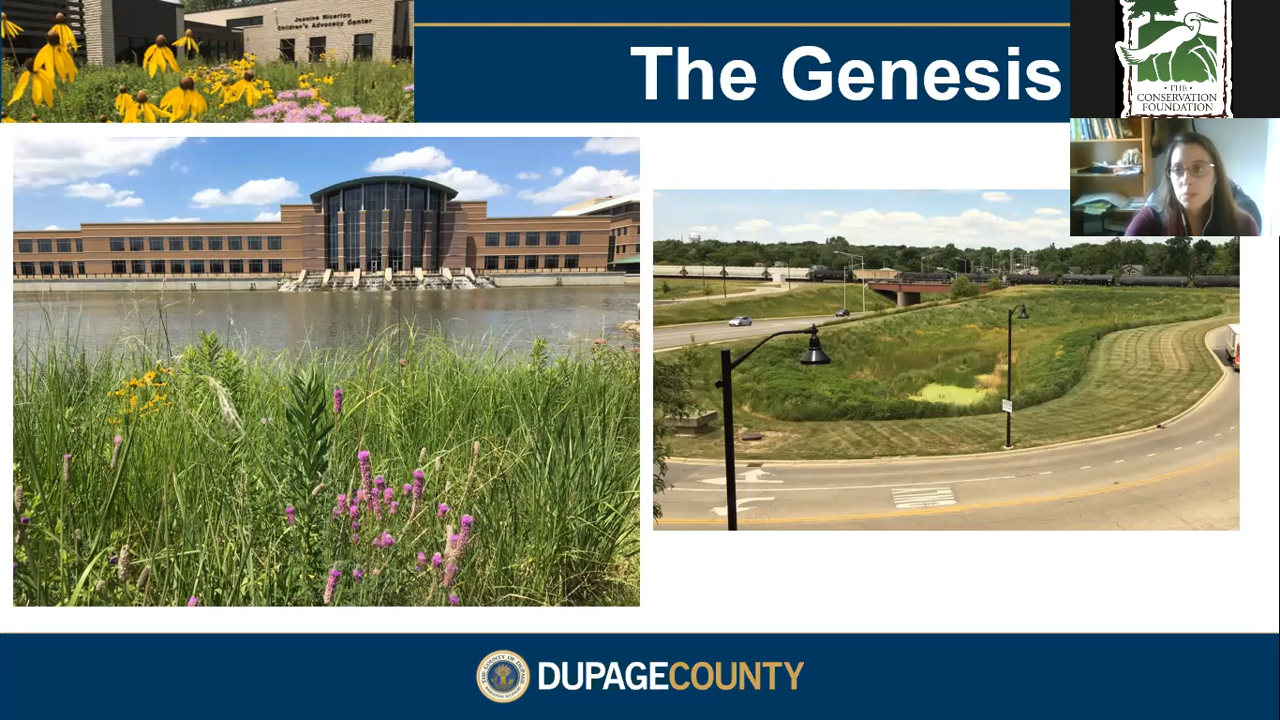 Jeanine Nicarico
Children's Advocacy Center
The Genesis
• THE •
CONSERVATION
FOUNDATION
DUPAGECOUNTY